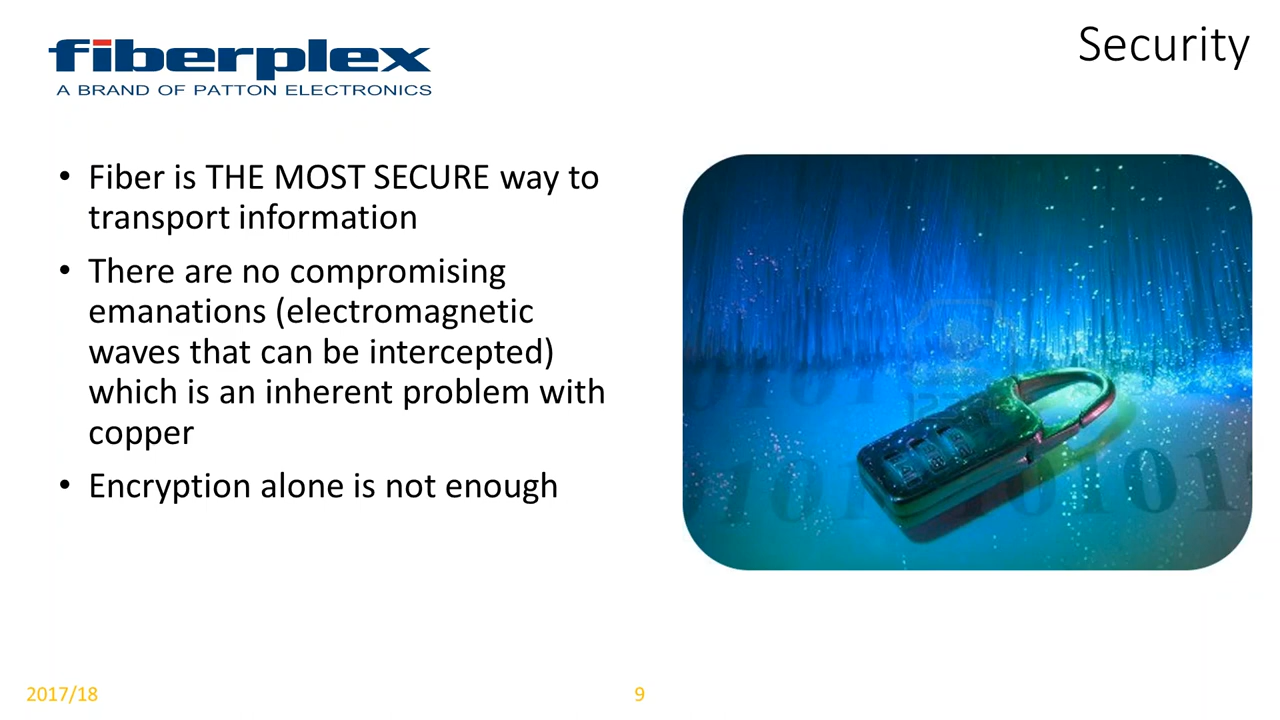 fiberplex
A BRAND OF PATTON ELECTRONICS
Security
• Fiber is THE MOST SECURE way to
transport information
• There are no compromising
emanations (electromagnetic
waves that can be intercepted)
which is an inherent problem with
copper
• Encryption alone is not enough
2017/18
9